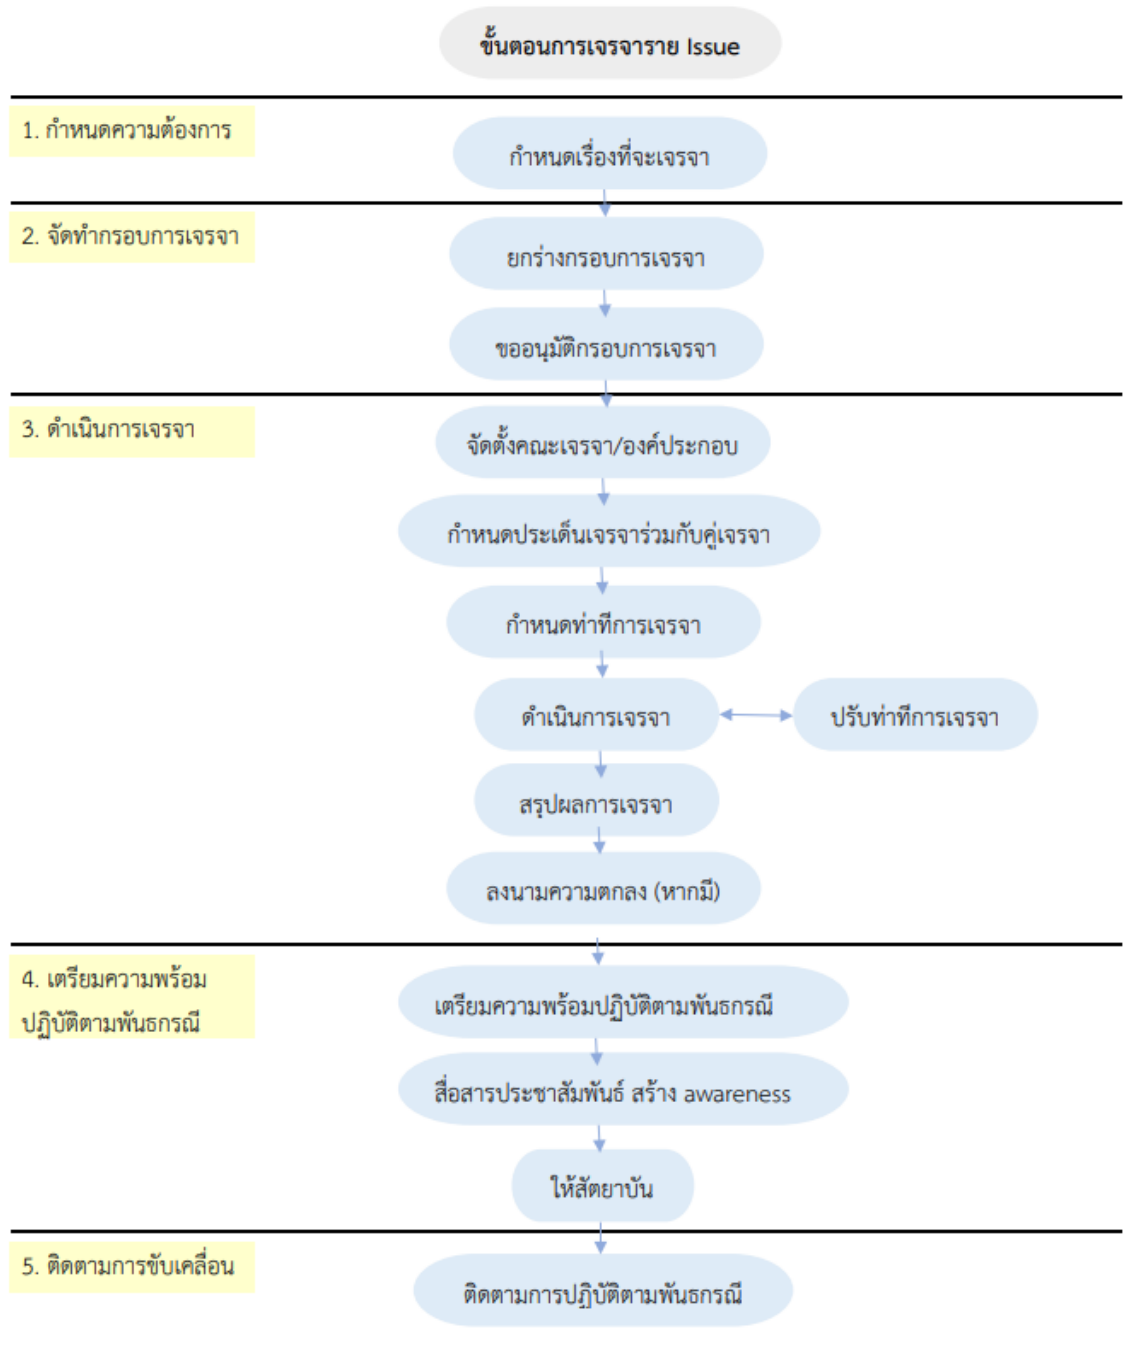 ขั้นตอนการเจรจาราย Issue
1. กำหนดความต้องการ
กำหนดเรื่องที่จะเจรจา
2. จัดทำกรอบการเจรจา
ยกร่างกรอบการเจรจา
ขออนุมัติกรอบการเจรจา
3. ดำเนินการเจรจา
จัดตั้งคณะเจรจา/องค์ประกอบ
กำหนดประเด็นเจรจาร่วมกับคู่เจรจา
กำหนดท่าทีการเจรจา
ดำเนินการเจรจา
ปรับท่าทีการเจรจา
สรุปผลการเจรจา
ลงนามความตกลง (หากมี)
4. เตรียมความพร้อม
ปฏิบัติตามพันธกรณี
เตรียมความพร้อมปฏิบัติตามพันธกรณี
สื่อสารประชาสัมพันธ์ สร้าง awareness
ให้สัตยาบัน
5. ติดตามการขับเคลื่อน
ติดตามการปฏิบัติตามพันธกรณี